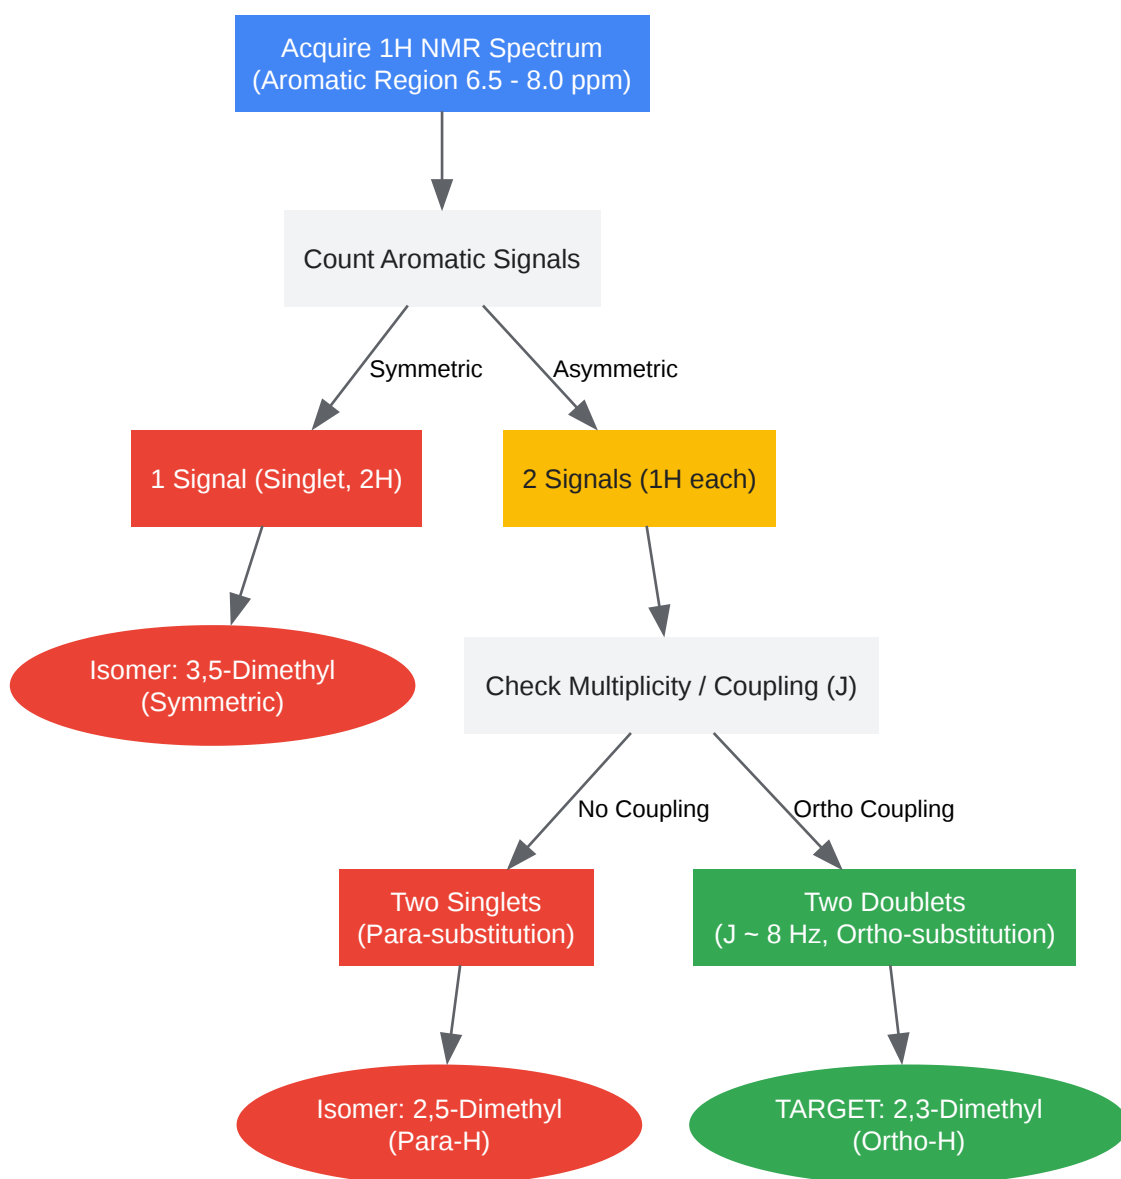 Acquire 1H NMR Spectrum
(Aromatic Region 6.5 - 8.0 ppm)
Count Aromatic Signals
Symmetric
Asymmetric
1 Signal (Singlet, 2H)
2 Signals (1H each)
Isomer: 3,5-Dimethyl
(Symmetric)
Check Multiplicity / Coupling (J)
No Coupling
Ortho Coupling
Two Singlets
(Para-substitution)
Two Doublets
(J ~ 8 Hz, Ortho-substitution)
Isomer: 2,5-Dimethyl
(Para-H)
TARGET: 2,3-Dimethyl
(Ortho-H)